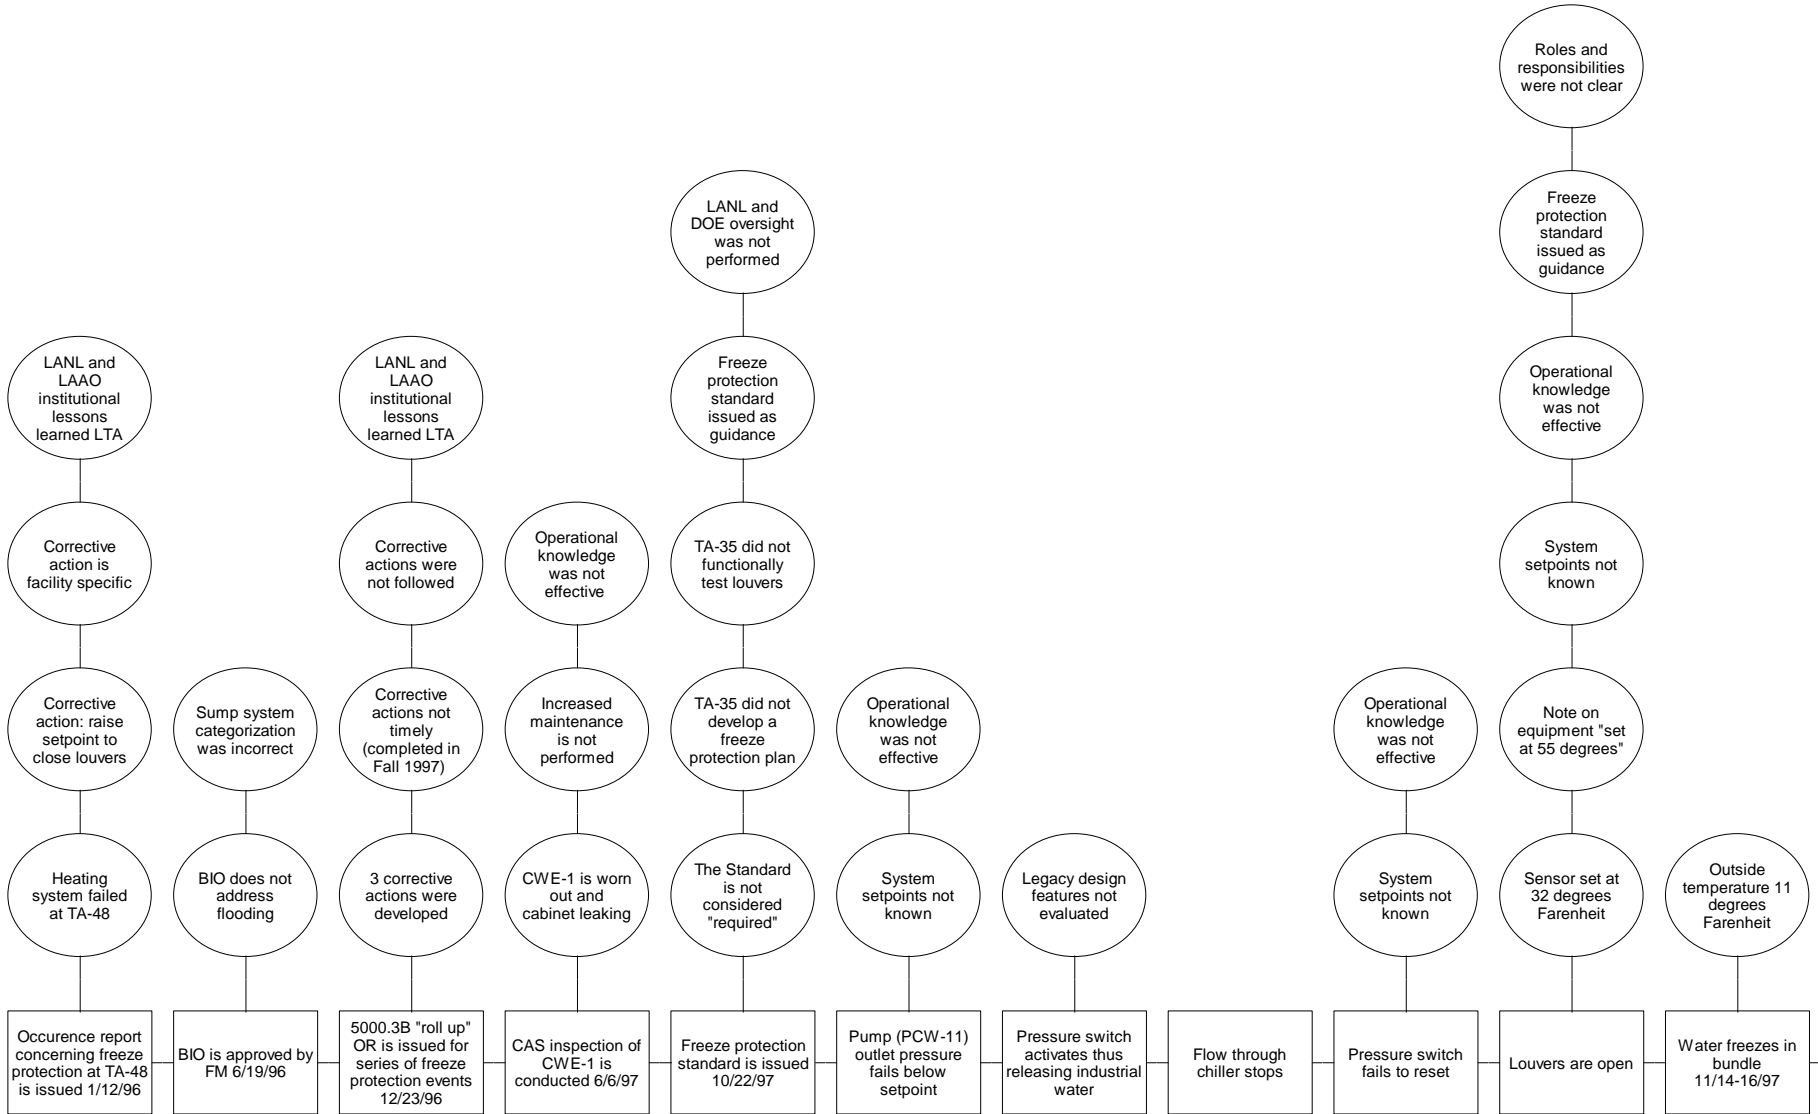 Roles and
responsibilities
were not clear
LANL and
DOE oversight
was not
performed
Freeze
protection
standard
issued as
guidance
LANL and
LAAO
institutional
lessons
learned LTA
LANL and
LAAO
institutional
lessons
learned LTA
Freeze
protection
standard
issued as
guidance
Operational
knowledge
was not
effective
Corrective
action is
facility specific
Corrective
actions were
not followed
Operational
knowledge
was not
effective
TA-35 did not
functionally
test louvers
System
setpoints not
known
Corrective
action: raise
setpoint to
close louvers
Sump system
categorization
was incorrect
Corrective
actions not
timely
(completed in
Fall 1997)
Increased
maintenance
is not
performed
TA-35 did not
develop a
freeze
protection plan
Operational
knowledge
was not
effective
Operational
knowledge
was not
effective
Note on
equipment "set
at 55 degrees"
Heating
system failed
at TA-48
BIO does not
address
flooding
3 corrective
actions were
developed
CWE-1 is worn
out and
cabinet leaking
The Standard
is not
considered
"required"
System
setpoints not
known
Legacy design
features not
evaluated
System
setpoints not
known
Sensor set at
32 degrees
Farenheit
Outside
temperature 11
degrees
Farenheit
Occurence report
concerning freeze
protection at TA-48
is issued 1/12/96
BIO is approved by
FM 6/19/96
5000.3B "roll up"
OR is issued for
series of freeze
protection events
12/23/96
CAS inspection of
CWE-1 is
conducted 6/6/97
Freeze protection
standard is issued
10/22/97
Pump (PCW-11)
outlet pressure
fails below
setpoint
Pressure switch
activates thus
releasing industrial
water
Flow through
chiller stops
Pressure switch
fails to reset
Louvers are open
Water freezes in
bundle
11/14-16/97